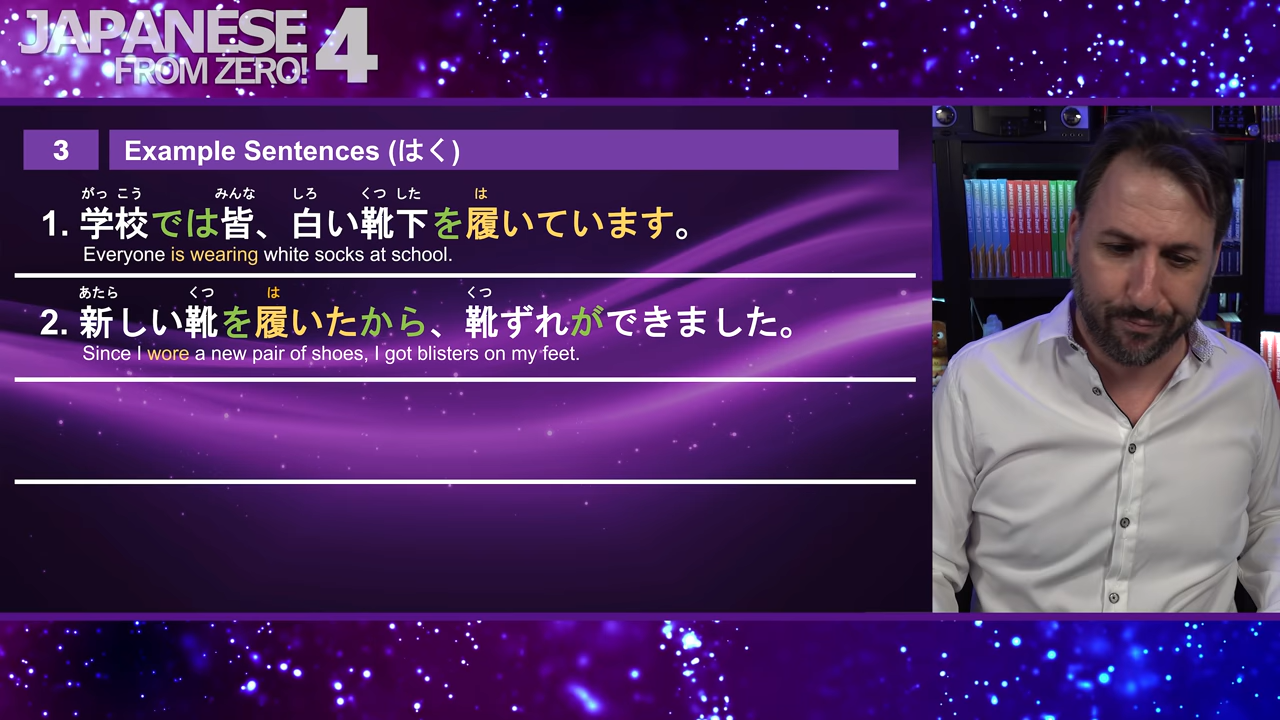 JAPANESE
FROM ZERO! 4
3
Example Sentences (はく)
がっ こう みんな しろ くつ した は
1. 学校では皆、白い靴下を履いています。
Everyone is wearing white socks at school.
あたら くつ は くつ
2. 新しい靴を履いたから、靴ずれができました。
Since I wore a new pair of shoes, I got blisters on my feet.